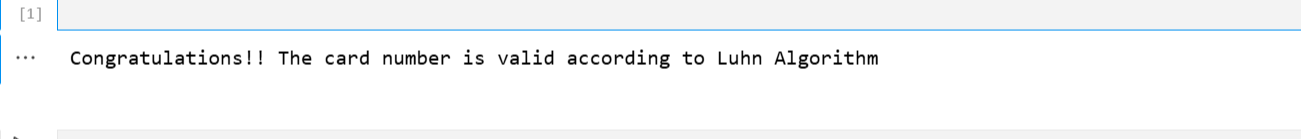 [1]
... Congratulations!! The card number is valid according to Luhn Algorithm